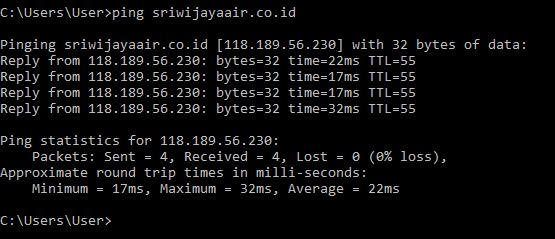 C:\Users\User>ping sriwijayaair.co.id
Pinging sriwijayaair.co.id [118.189.56.230] with 32 bytes of data:
Reply from 118.189.56.230: bytes=32 time=22ms TTL=55
Reply from 118.189.56.230: bytes=32 time=17ms TTL=55
Reply from 118.189.56.230: bytes=32 time=17ms TTL=55
Reply from 118.189.56.230: bytes=32 time=32ms TTL=55
Ping statistics for 118.189.56.230:
    Packets: Sent = 4, Received = 4, Lost = 0 (0% loss),
Approximate round trip times in milli-seconds:
    Minimum = 17ms, Maximum = 32ms, Average = 22ms
C:\Users\User>